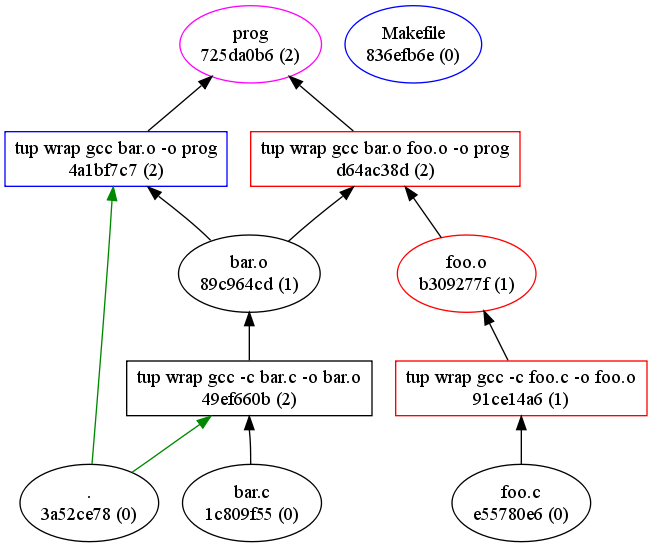 prog
725da0b6 (2)
Makefile
836efb6e (0)
tup wrap gcc bar.o -o prog
4a1bf7c7 (2)
tup wrap gcc bar.o foo.o -o prog
d64ac38d (2)
bar.o
89c964cd (1)
foo.o
b309277f (1)
tup wrap gcc -c bar.c -o bar.o
49ef660b (2)
tup wrap gcc -c foo.c -o foo.o
91ce14a6 (1)
.
3a52ce78 (0)
bar.c
1c809f55 (0)
foo.c
e55780e6 (0)